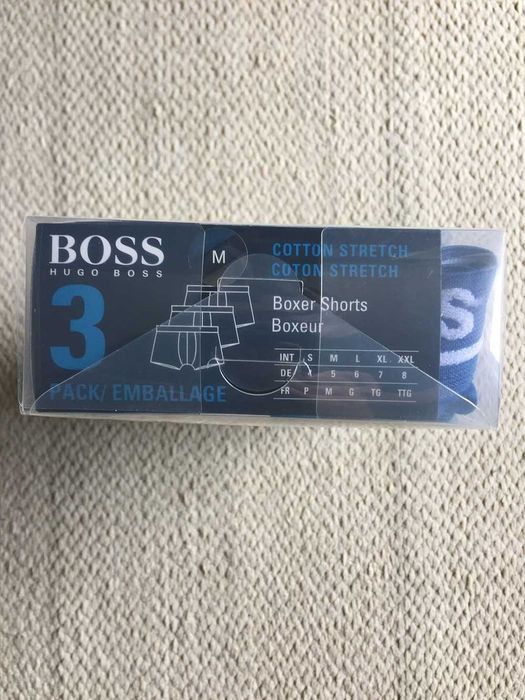 BOSS
HUGO BOSS
3
PACK/ EMBALLAGE
M
COTTON STRETCH
COTON STRETCH
Boxer Shorts
Boxeur
INT S M L XL XXL
DE 4 5 6 7 8
FR P M G TG TTG
S